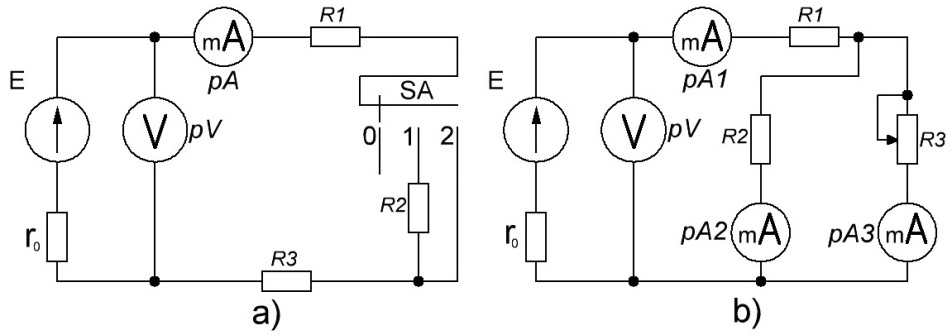 R1
mA
pA
E
SA
V pV
0 1 2
R2
r₀
R3
a)
R1
mA
pA1
E
V pV
R2
R3
r₀
pA2 mA
pA3 mA
b)